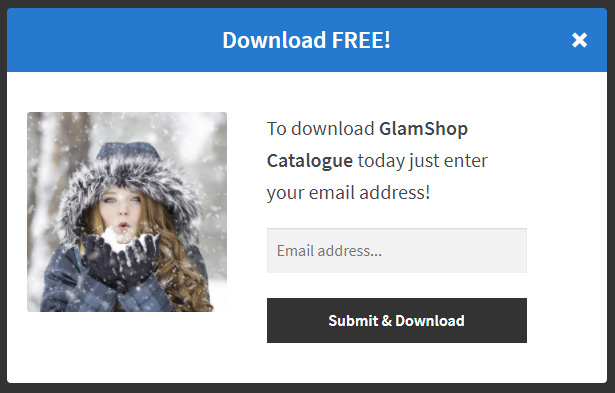 Download FREE!
To download GlamShop
Catalogue today just enter
your email address!
Email address...
Submit & Download